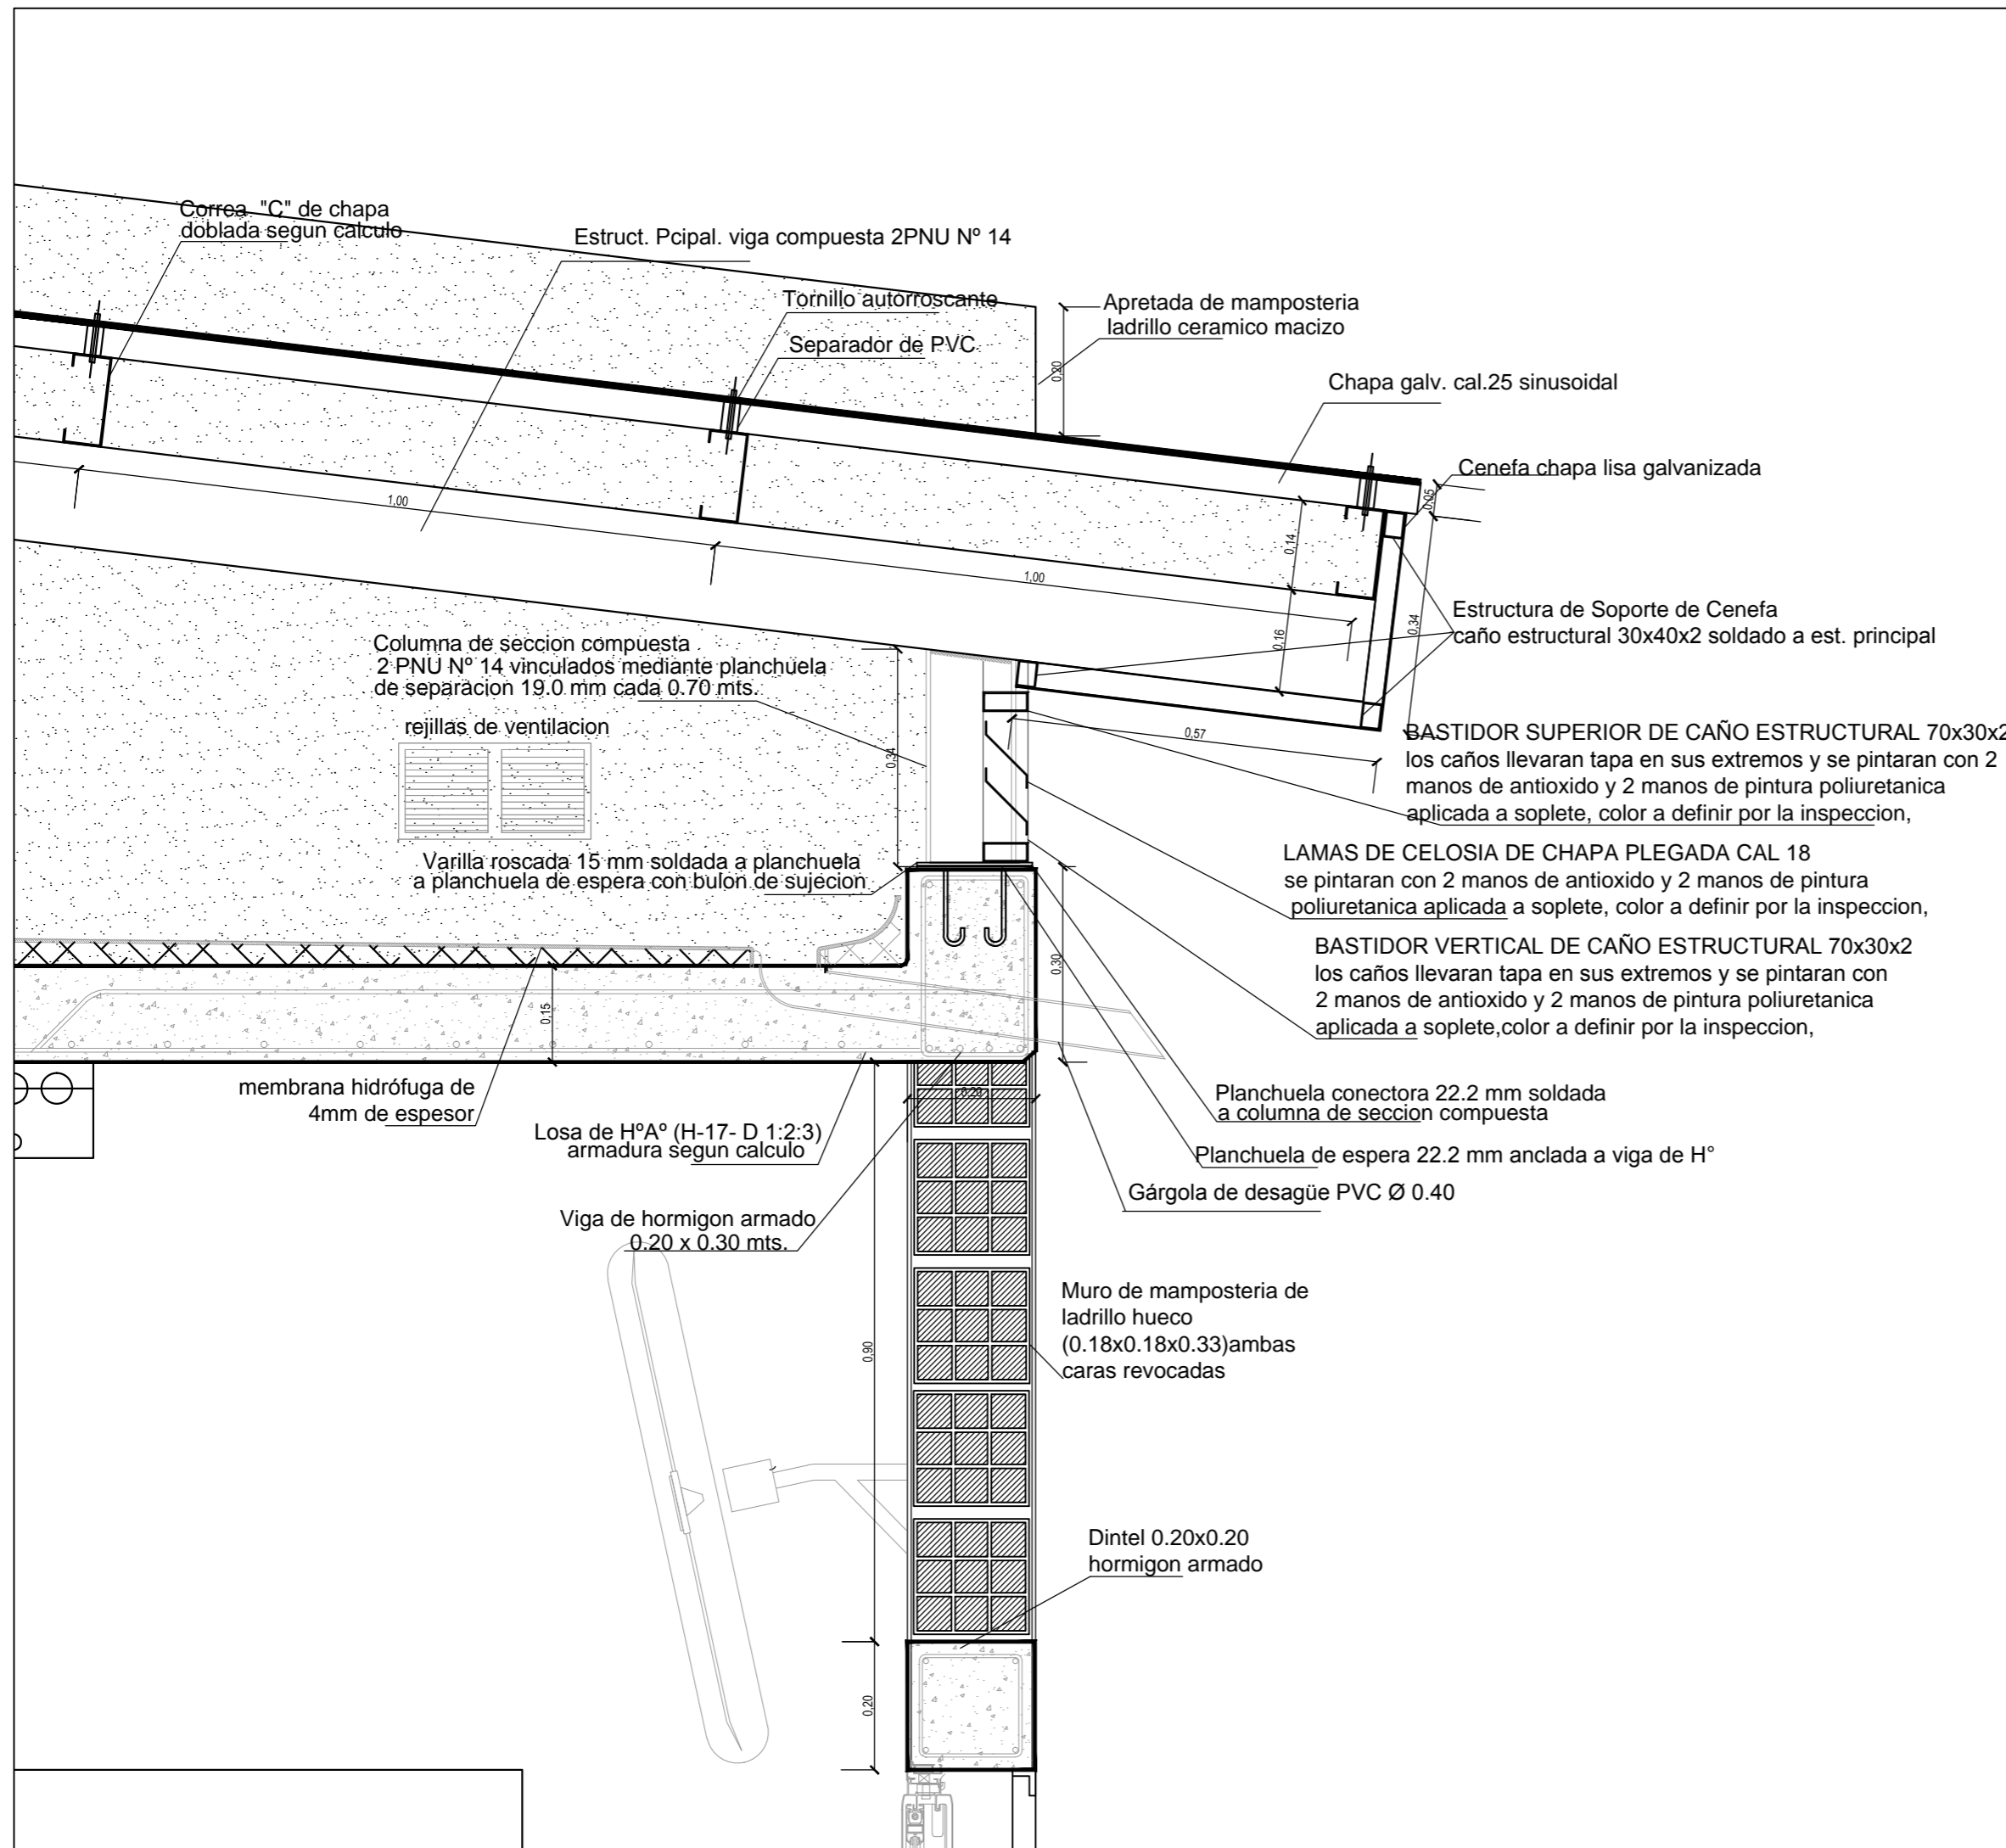 Correa "C" de chapa
doblada segun calculo
Estruct. Pcipal. viga compuesta 2PNU Nº 14
Tornillo autorroscante
Separador de PVC
Apretada de mamposteria
ladrillo ceramico macizo
0,20
Chapa galv. cal.25 sinusoidal
Cenefa chapa lisa galvanizada
0,05
1,00
0,14
1,00
0,16
0,34
Estructura de Soporte de Cenefa
caño estructural 30x40x2 soldado a est. principal
Columna de seccion compuesta
2 PNU Nº 14 vinculados mediante planchuela
de separacion 19.0 mm cada 0.70 mts.
rejillas de ventilacion
0,34
0,57
BASTIDOR SUPERIOR DE CAÑO ESTRUCTURAL 70x30x2
los caños llevaran tapa en sus extremos y se pintaran con 2
manos de antioxido y 2 manos de pintura poliuretanica
aplicada a soplete, color a definir por la inspeccion,
Varilla roscada 15 mm soldada a planchuela
a planchuela de espera con bulon de sujecion
LAMAS DE CELOSIA DE CHAPA PLEGADA CAL 18
se pintaran con 2 manos de antioxido y 2 manos de pintura
poliuretanica aplicada a soplete, color a definir por la inspeccion,
BASTIDOR VERTICAL DE CAÑO ESTRUCTURAL 70x30x2
los caños llevaran tapa en sus extremos y se pintaran con
2 manos de antioxido y 2 manos de pintura poliuretanica
aplicada a soplete,color a definir por la inspeccion,
0,30
0,15
membrana hidrófuga de
4mm de espesor
0,20
Losa de HºAº (H-17- D 1:2:3)
armadura segun calculo
Planchuela conectora 22.2 mm soldada
a columna de seccion compuesta
Planchuela de espera 22.2 mm anclada a viga de H°
Gárgola de desagüe PVC Ø 0.40
Viga de hormigon armado
0.20 x 0.30 mts.
Muro de mamposteria de
ladrillo hueco
(0.18x0.18x0.33)ambas
caras revocadas
0,90
Dintel 0.20x0.20
hormigon armado
0,20